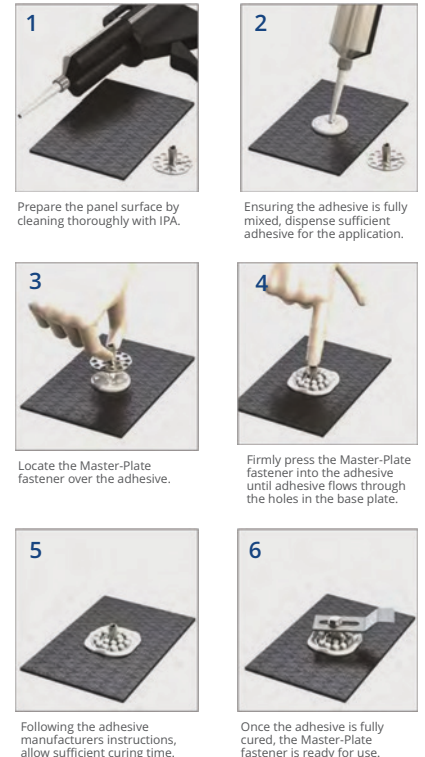 1
Prepare the panel surface by
cleaning thoroughly with IPA.
2
Ensuring the adhesive is fully
mixed, dispense sufficient
adhesive for the application.
3
Locate the Master-Plate
fastener over the adhesive.
4
Firmly press the Master-Plate
fastener into the adhesive
until adhesive flows through
the holes in the base plate.
5
Following the adhesive
manufacturers instructions,
allow sufficient curing time.
6
Once the adhesive is fully
cured, the Master-Plate
fastener is ready for use.